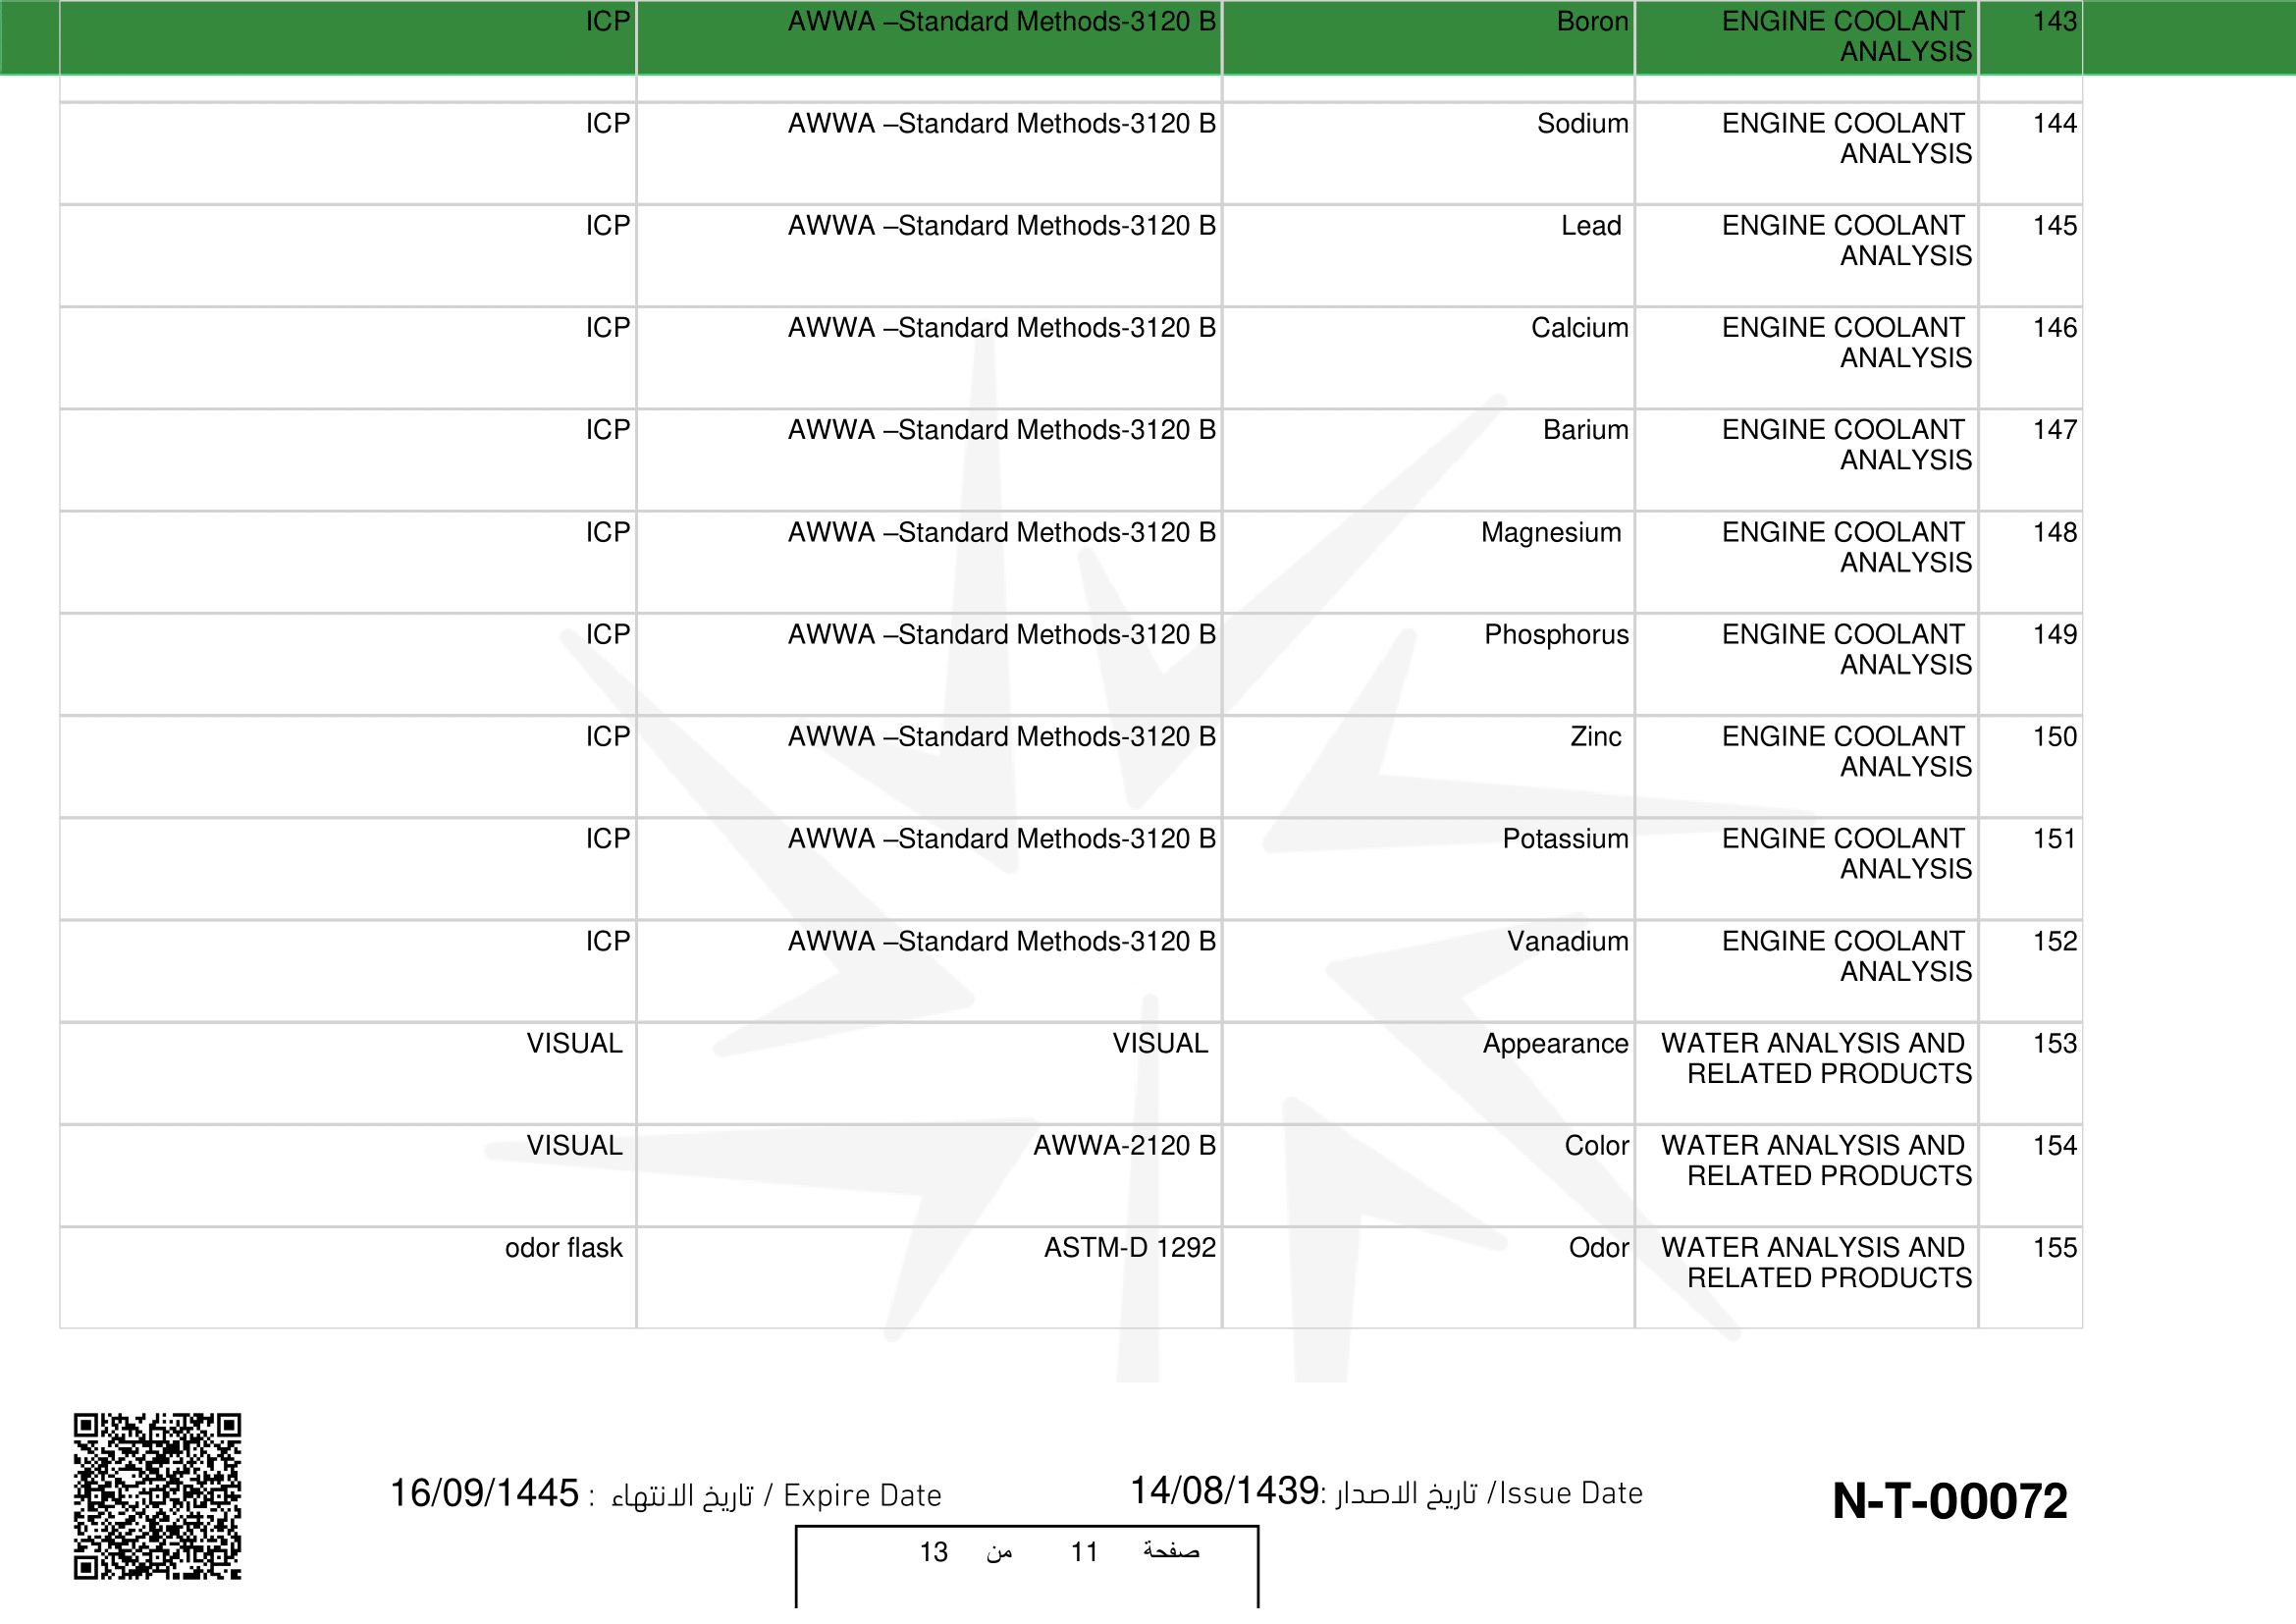 143 ENGINE COOLANT Boron AWWA –Standard Methods-3120 B ICP
ANALYSIS
144 ENGINE COOLANT Sodium AWWA –Standard Methods-3120 B ICP
ANALYSIS
145 ENGINE COOLANT Lead AWWA –Standard Methods-3120 B ICP
ANALYSIS
146 ENGINE COOLANT Calcium AWWA –Standard Methods-3120 B ICP
ANALYSIS
147 ENGINE COOLANT Barium AWWA –Standard Methods-3120 B ICP
ANALYSIS
148 ENGINE COOLANT Magnesium AWWA –Standard Methods-3120 B ICP
ANALYSIS
149 ENGINE COOLANT Phosphorus AWWA –Standard Methods-3120 B ICP
ANALYSIS
150 ENGINE COOLANT Zinc AWWA –Standard Methods-3120 B ICP
ANALYSIS
151 ENGINE COOLANT Potassium AWWA –Standard Methods-3120 B ICP
ANALYSIS
152 ENGINE COOLANT Vanadium AWWA –Standard Methods-3120 B ICP
ANALYSIS
153 WATER ANALYSIS AND Appearance VISUAL VISUAL
RELATED PRODUCTS
154 WATER ANALYSIS AND Color AWWA-2120 B VISUAL
RELATED PRODUCTS
155 WATER ANALYSIS AND Odor ASTM-D 1292 odor flask
RELATED PRODUCTS
N-T-00072
Issue Date/ تاريخ الاصدار :14/08/1439
Expire Date / تاريخ الانتهاء : 16/09/1445
صفحة 11 من 13